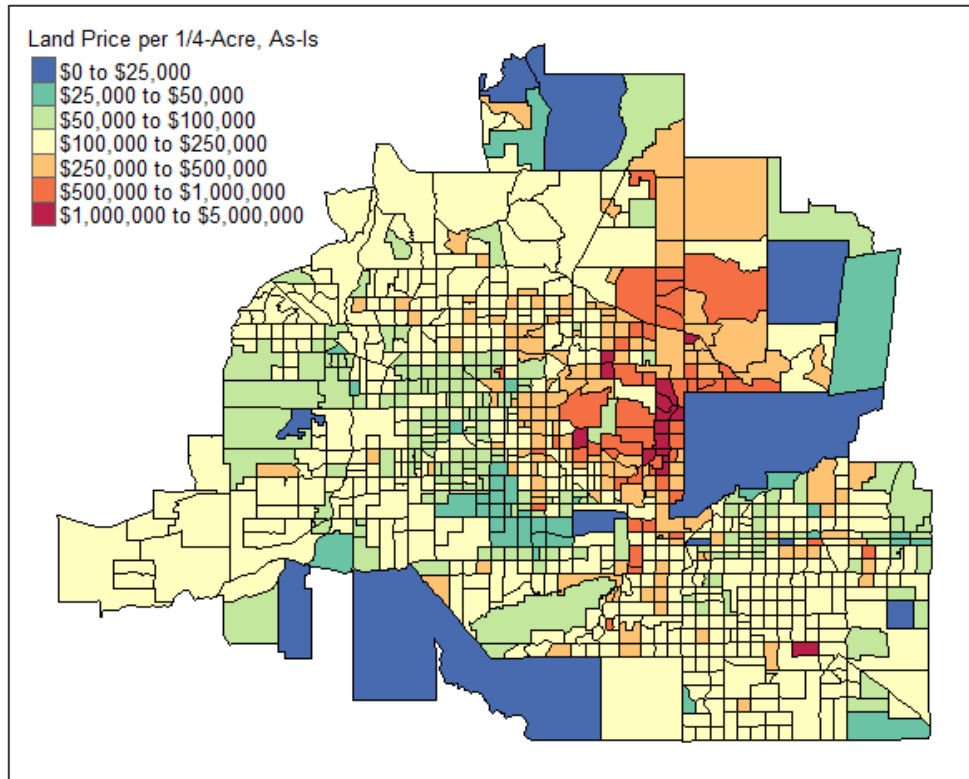 Land Price per 1/4-Acre, As-Is
$0 to $25,000
$25,000 to $50,000
$50,000 to $100,000
$100,000 to $250,000
$250,000 to $500,000
$500,000 to $1,000,000
$1,000,000 to $5,000,000